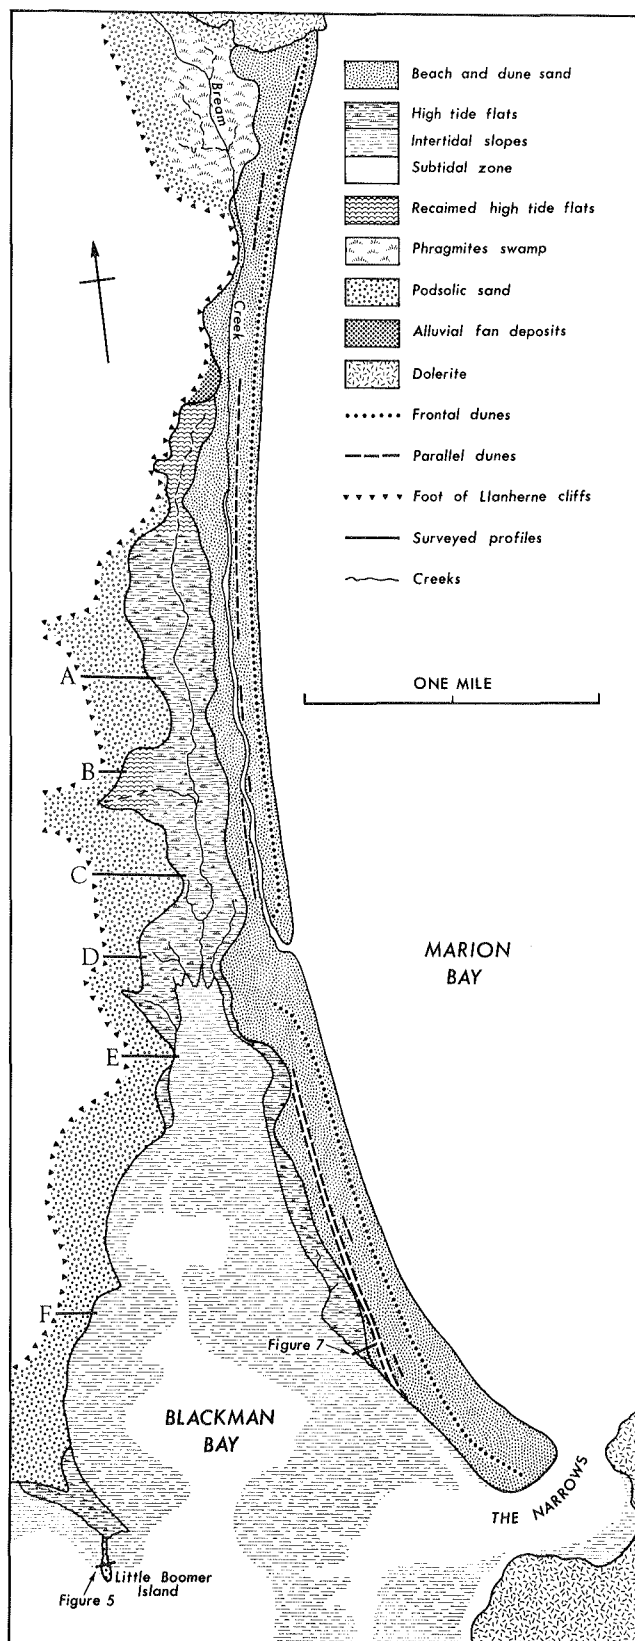 Bream
Creek
Beach and dune sand
High tide flats
Intertidal slopes
Subtidal zone
Recaimed high tide flats
Phragmites swamp
Podsolic sand
Alluvial fan deposits
Dolerite
Frontal dunes
Parallel dunes
Foot of Llanherne cliffs
Surveyed profiles
Creeks
ONE MILE
A
B
C
D
E
F
MARION
BAY
Figure 7
BLACKMAN
BAY
THE NARROWS
Little Boomer
Island
Figure 5